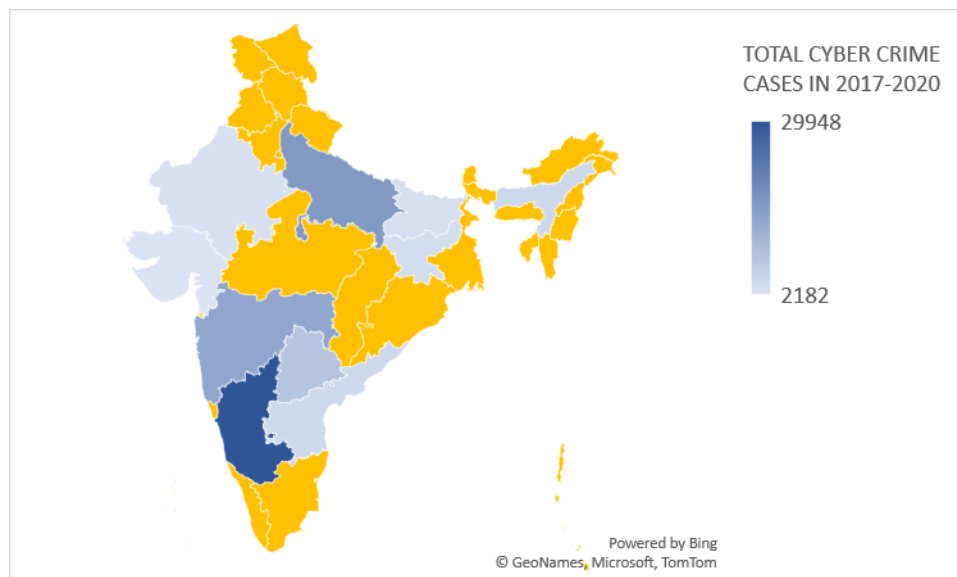 TOTAL CYBER CRIME
CASES IN 2017-2020
29948
2182
Powered by Bing
© GeoNames, Microsoft, TomTom